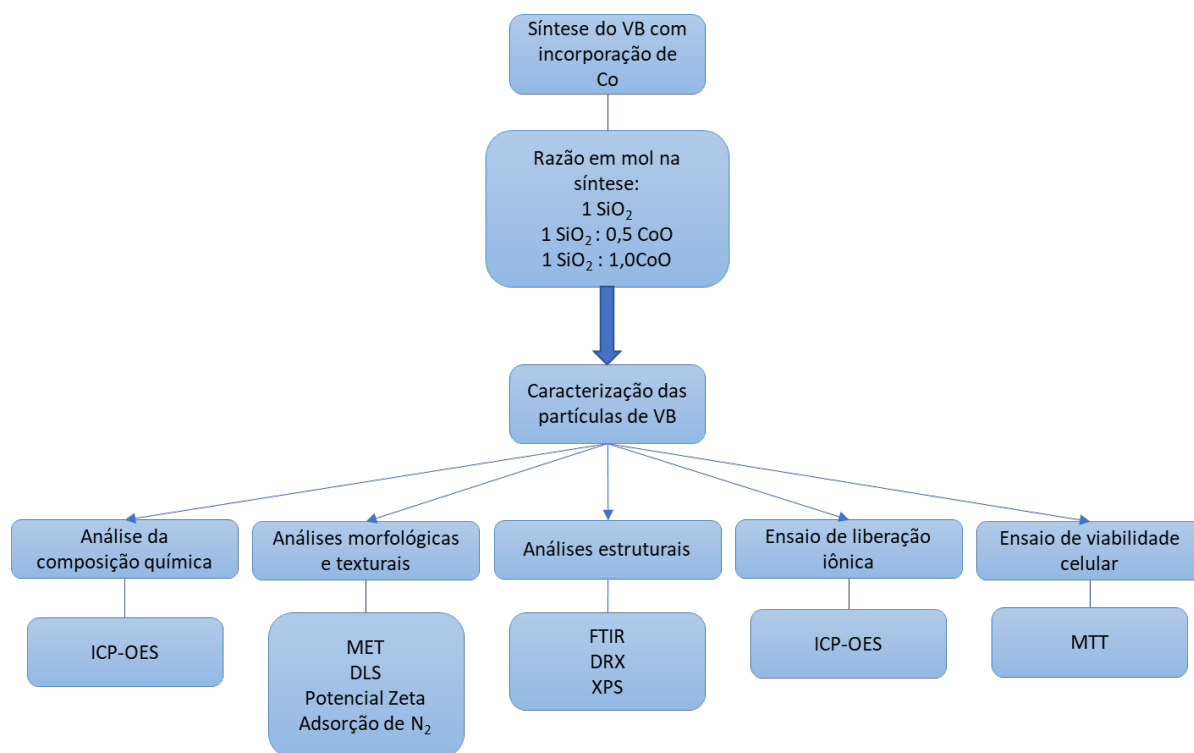 Síntese do VB com
incorporação de
Co
Razão em mol na
síntese:
1 SiO₂
1 SiO₂ : 0,5 CoO
1 SiO₂ : 1,0CoO
Caracterização das
partículas de VB
Análise da
composição química
Análises morfológicas
e texturais
Análises estruturais
Ensaio de liberação
iônica
Ensaio de viabilidade
celular
ICP-OES
MET
DLS
Potencial Zeta
Adsorção de N₂
FTIR
DRX
XPS
ICP-OES
MTT